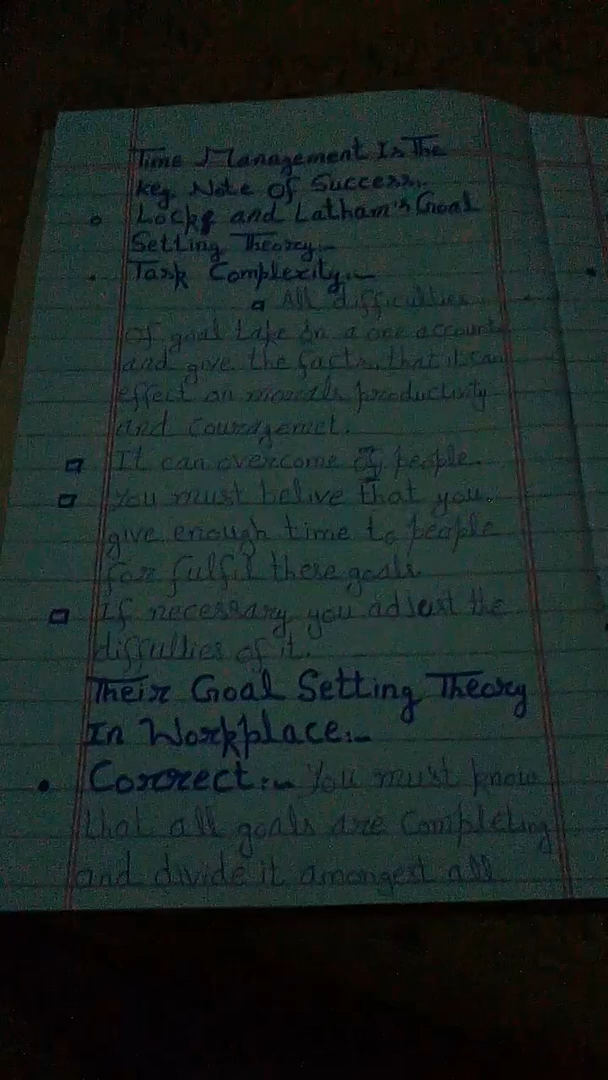 Time Management Is The
Key Note Of Success:-
Locke and Latham's Goal
Setting Theory:-
Task Complexity:-
All difficulties
of goal take in a one account
and give the facts that it can
effect on morals, productivity
and Couragemet.
It can overcome of people.
You must belive that you
give enough time to people
for fulfil these goals
If necessary you adjust the
difficulties of it.
Their Goal Setting Theory
In Workplace:-
Correct:- You must know
that all goals are Completing
and divide it amongest all